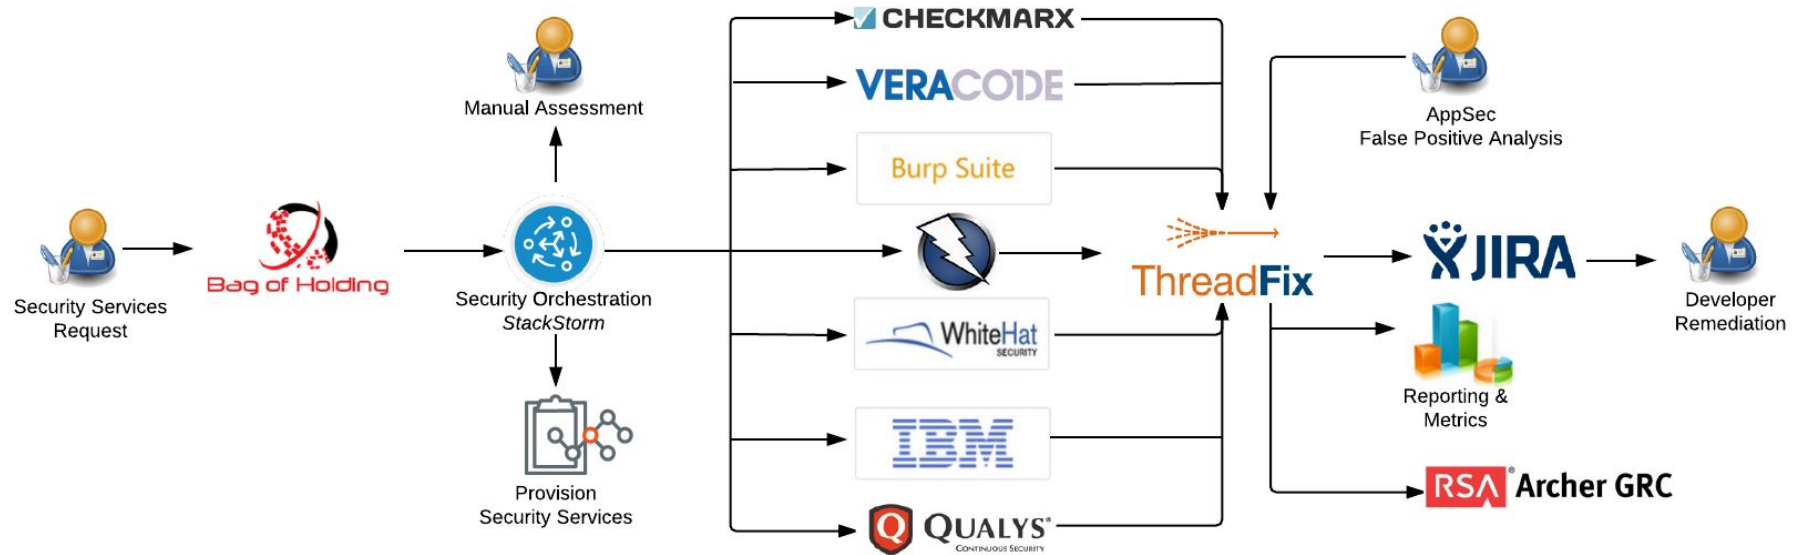 Security Services
Request
Bag of Holding
Manual Assessment
Security Orchestration
StackStorm
Provision
Security Services
CHECKMARX
VERACODE
Burp Suite
WhiteHat
SECURITY
IBM
Q QUALYS®
CONTINUOUS SECURITY
ThreadFix
AppSec
False Positive Analysis
JIRA
Developer
Remediation
Reporting &
Metrics
RSA® Archer GRC